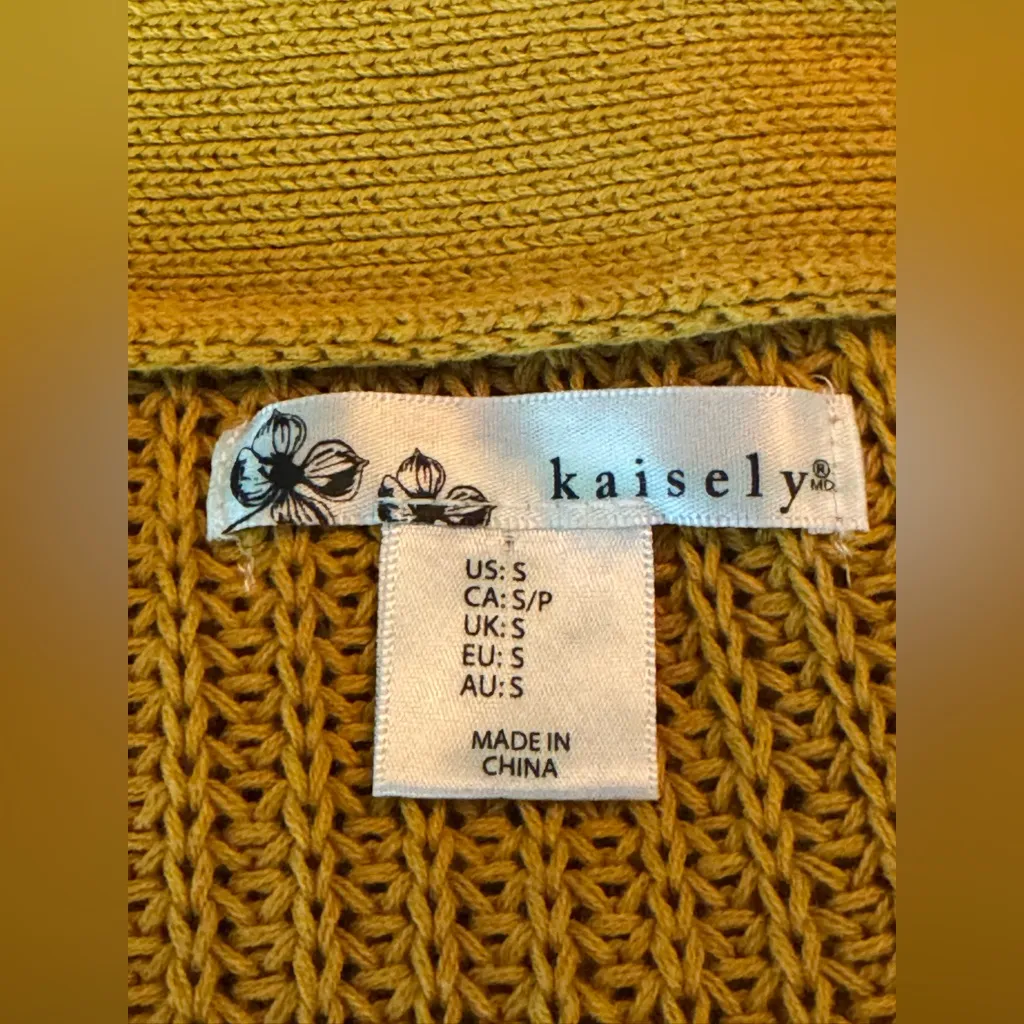 kaisely® MD
US: S
CA: S/P
UK: S
EU: S
AU: S
MADE IN
CHINA